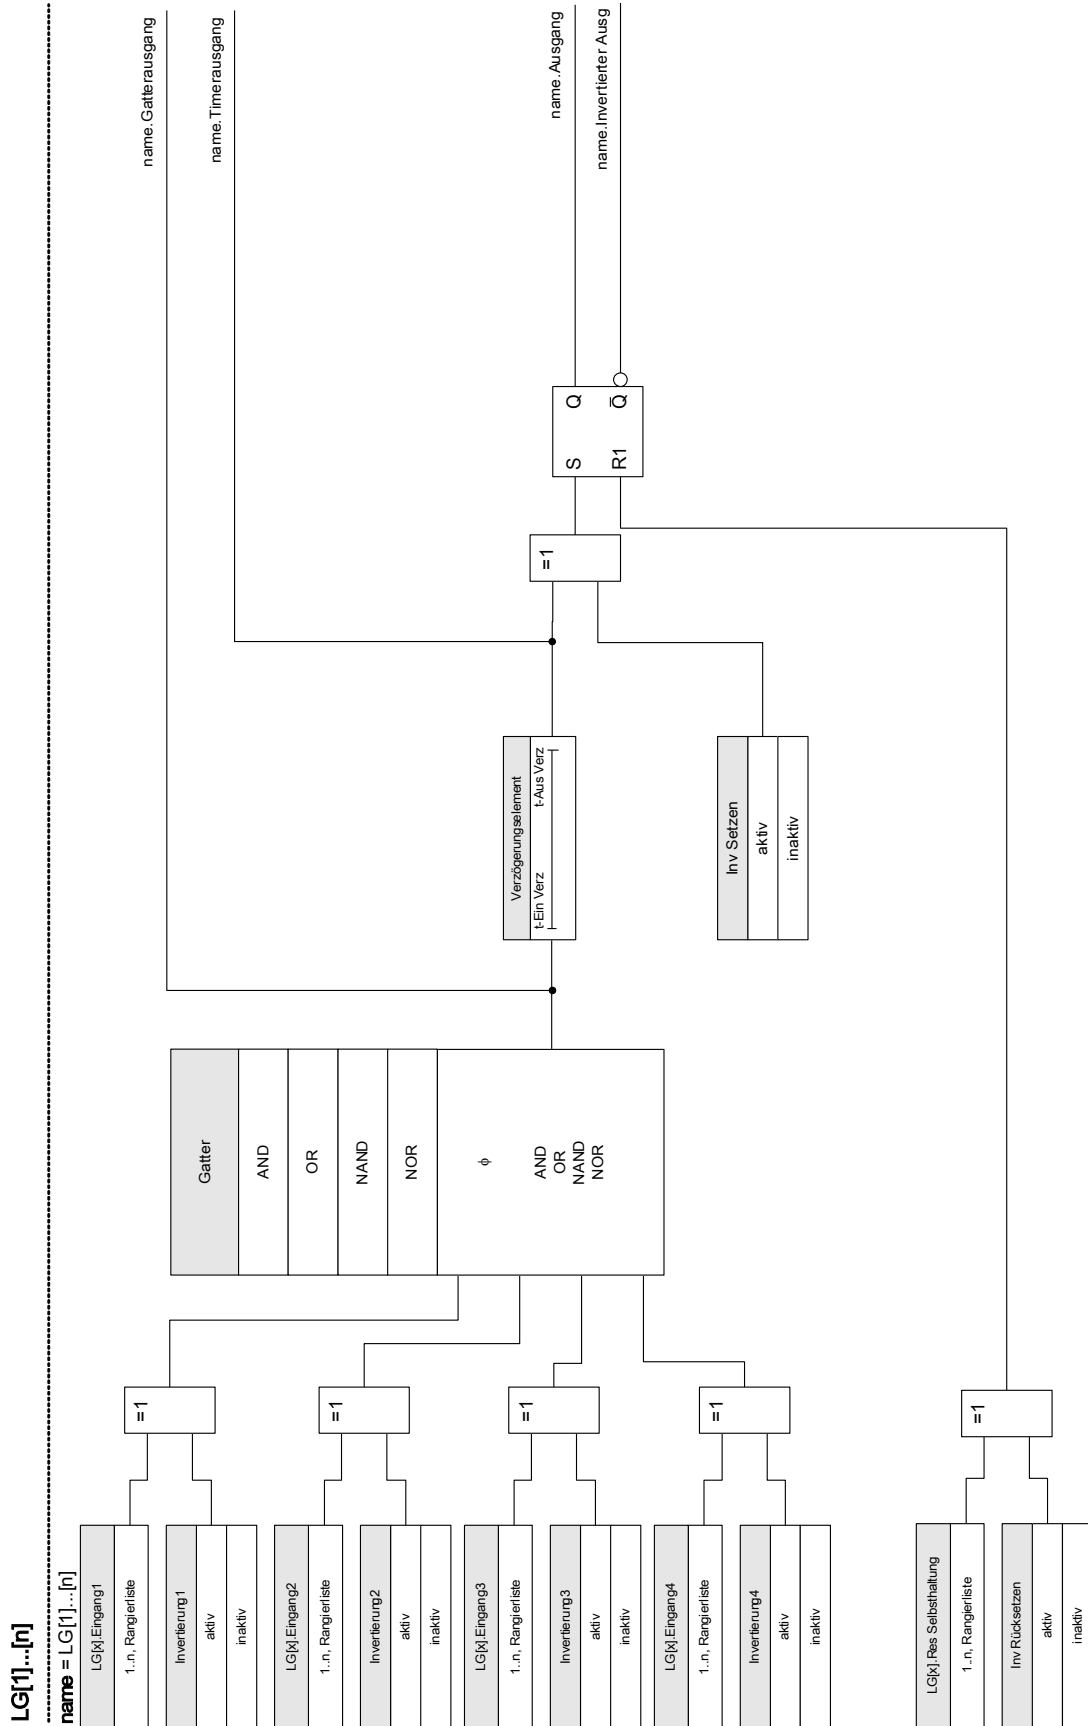 LG[1]...[n]
name = LG[1]...[n]
LG[x].Eingang1
1..n, Rangierliste
Invertierung1
aktiv
inaktiv
LG[x].Eingang2
1..n, Rangierliste
Invertierung2
aktiv
inaktiv
LG[x].Eingang3
1..n, Rangierliste
Invertierung3
aktiv
inaktiv
LG[x].Eingang4
1..n, Rangierliste
Invertierung4
aktiv
inaktiv
LG[x].Res Selbsthaltung
1..n, Rangierliste
Inv Rücksetzen
aktiv
inaktiv
=1
=1
=1
=1
=1
Gatter
AND
OR
NAND
NOR
ϕ
AND
OR
NAND
NOR
Verzögerungselement
t-Ein Verz
t-Aus Verz
Inv Setzen
aktiv
inaktiv
=1
S
Q
R1
Q̅
name.Gatterausgang
name.Timerausgang
name.Ausgang
name.Invertierter Ausg